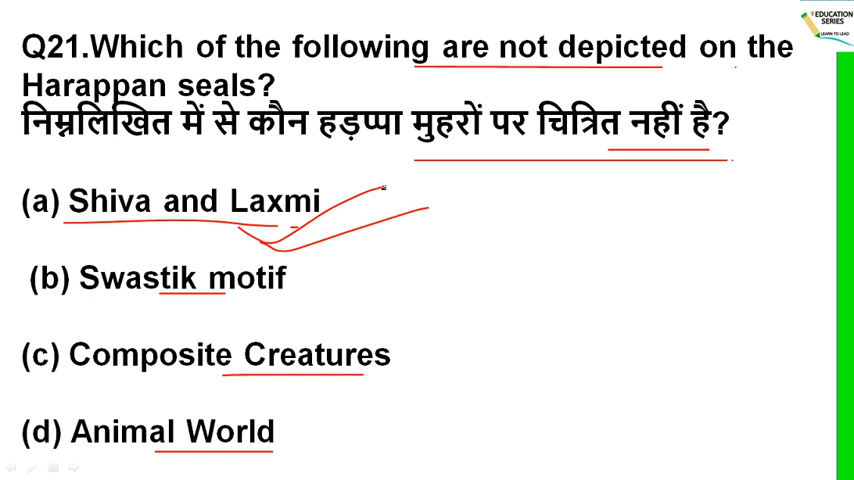 EDUCATION
SERIES
LEARN TO LEAD
Q21.Which of the following are not depicted on the
Harappan seals?
निम्नलिखित में से कौन हड़प्पा मुहरों पर चित्रित नहीं है?
(a) Shiva and Laxmi
(b) Swastik motif
(c) Composite Creatures
(d) Animal World